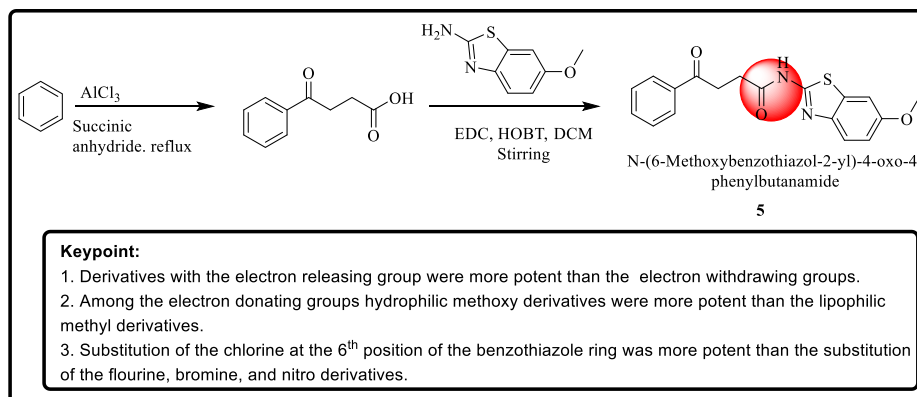 H₂N
S
N
O
AlCl₃
Succinic
anhydride. reflux
O
OH
O
EDC, HOBT, DCM
Stirring
O
H
N
O
S
N
O
N-(6-Methoxybenzothiazol-2-yl)-4-oxo-4
phenylbutanamide
5
Keypoint:
1. Derivatives with the electron releasing group were more potent than the electron withdrawing groups.
2. Among the electron donating groups hydrophilic methoxy derivatives were more potent than the lipophilic
methyl derivatives.
3. Substitution of the chlorine at the 6th position of the benzothiazole ring was more potent than the substitution
of the flourine, bromine, and nitro derivatives.